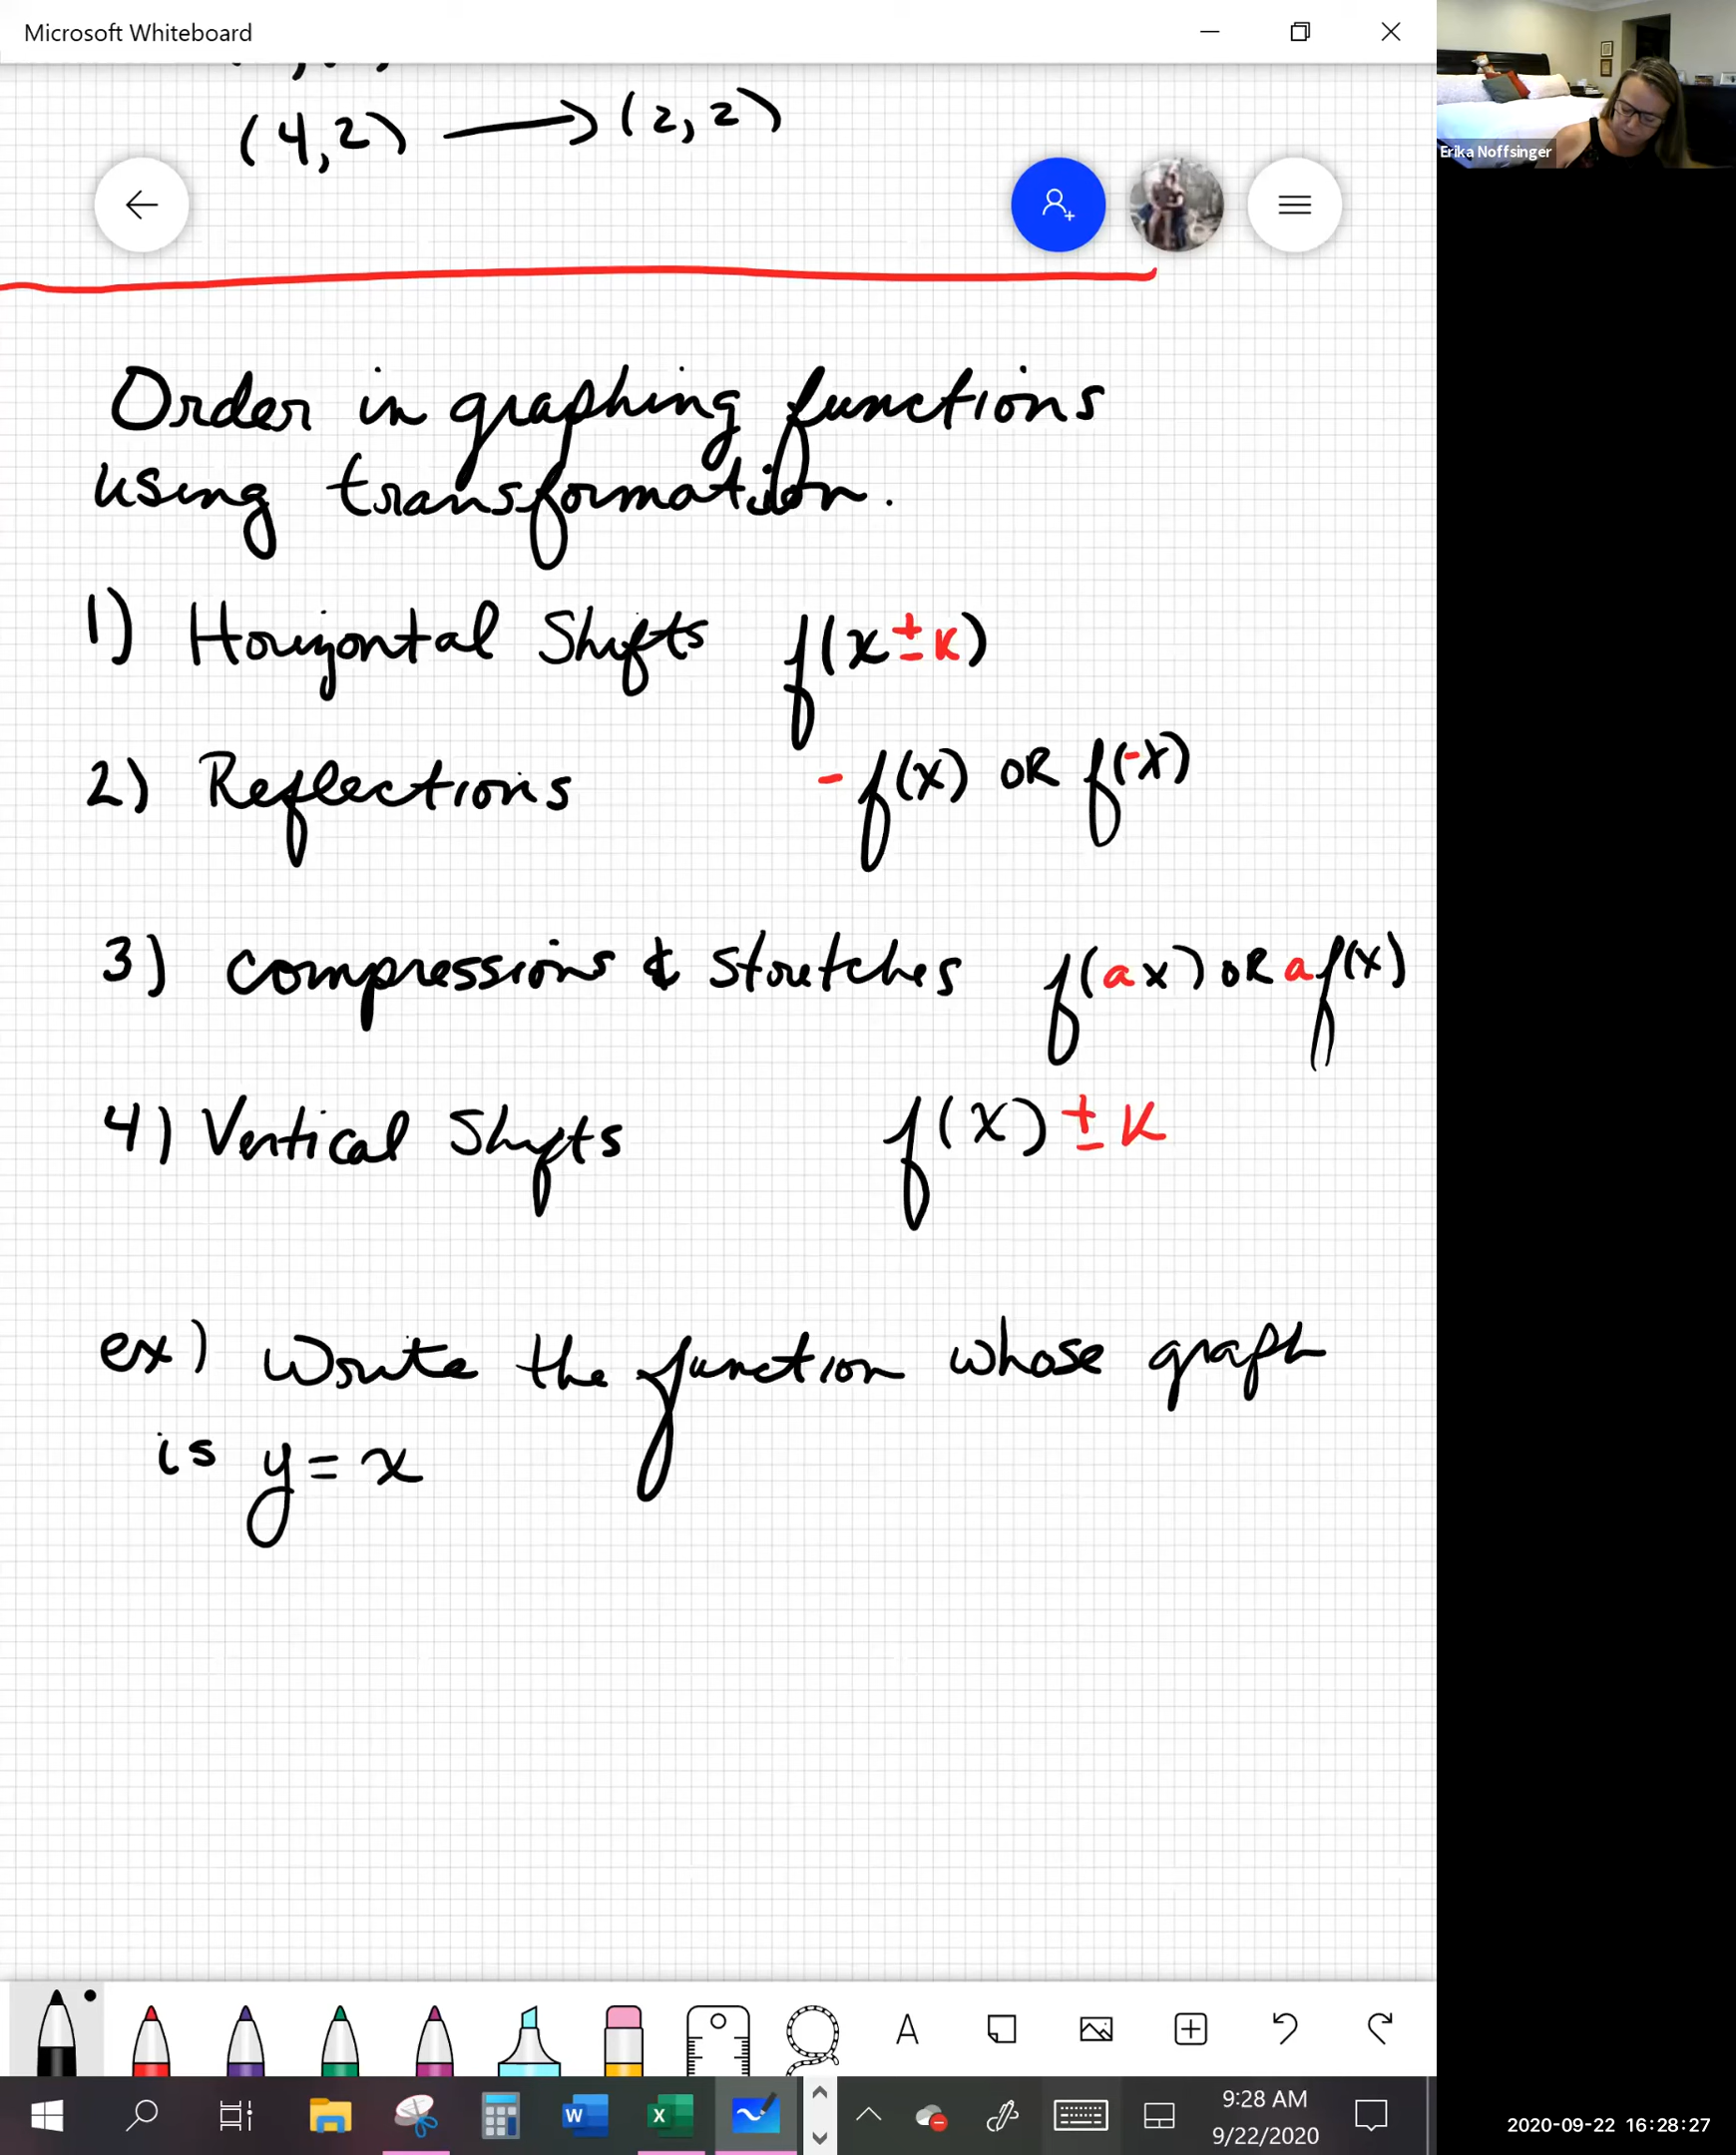 Microsoft Whiteboard
(4,2) → (2,2)
Erika Noffsinger
Order in graphing functions
using transformation.
1) Horizontal Shifts f(x ± K)
2) Reflections -f(x) OR f(-x)
3) compressions & stretches f(ax) OR af(x)
4) Vertical Shifts f(x) ± K
ex) Write the function whose graph
is y = x
9:28 AM
9/22/2020
2020-09-22 16:28:27